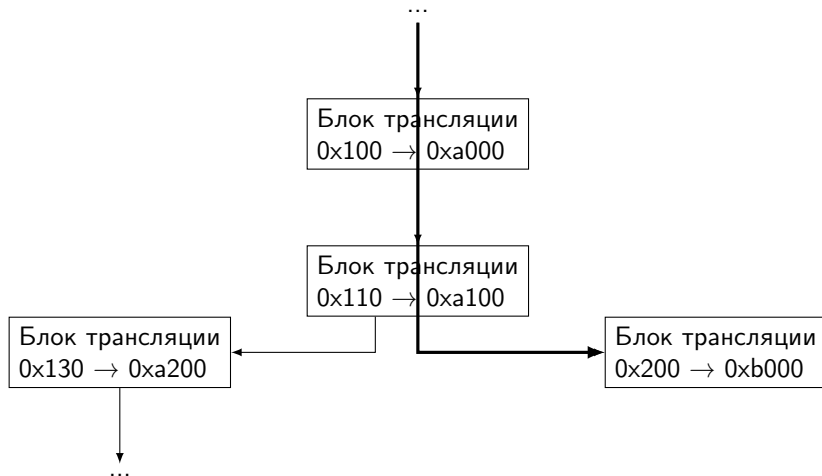 ...
Блок трансляции
0x100 → 0xa000
Блок трансляции
0x110 → 0xa100
Блок трансляции
0x130 → 0xa200
Блок трансляции
0x200 → 0xb000
...